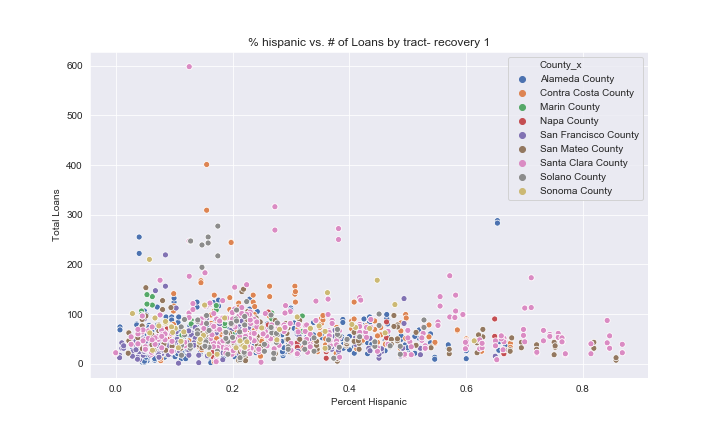 % hispanic vs. # of Loans by tract- recovery 1
County_x
Alameda County
Contra Costa County
Marin County
Napa County
San Francisco County
San Mateo County
Santa Clara County
Solano County
Sonoma County
Total Loans
600
500
400
300
200
100
0
0.0
0.2
0.4
0.6
0.8
Percent Hispanic